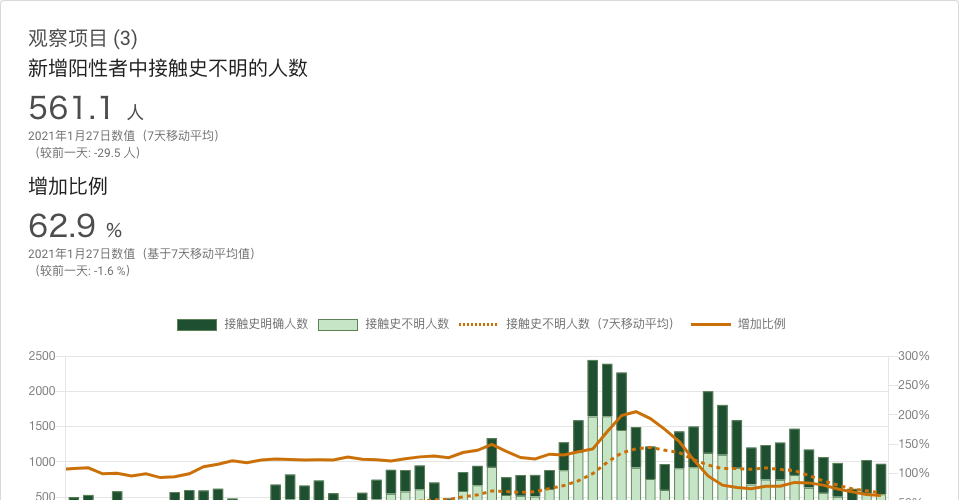 观察项目 (3)
新增阳性者中接触史不明的人数
561.1 人
2021年1月27日数值（7天移动平均）
（较前一天: -29.5 人）
增加比例
62.9 %
2021年1月27日数值（基于7天移动平均值）
（较前一天: -1.6 %）
接触史明确人数 接触史不明人数 接触史不明人数（7天移动平均） 增加比例
2500 300%
250%
2000
200%
1500
150%
1000
100%
500
50%